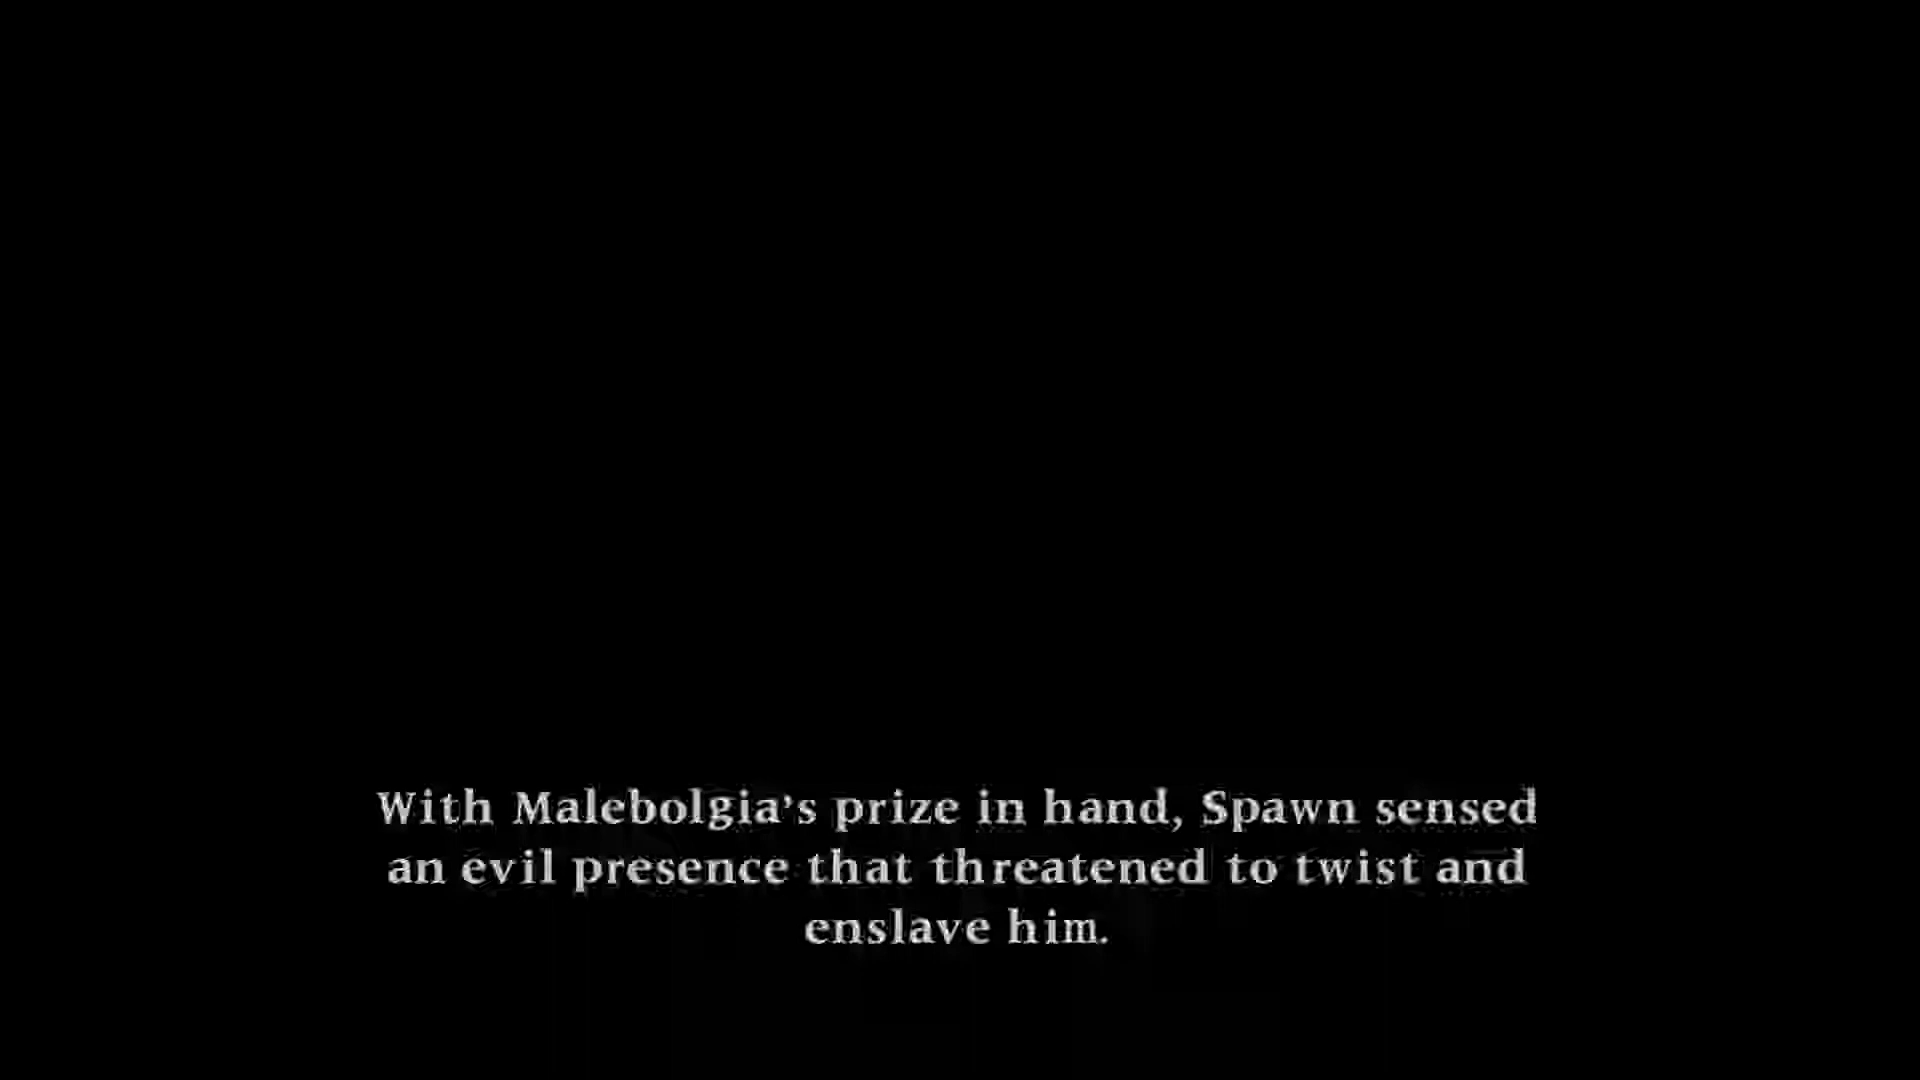 With Malebolgia's prize in hand, Spawn sensed
an evil presence that threatened to twist and
enslave him.